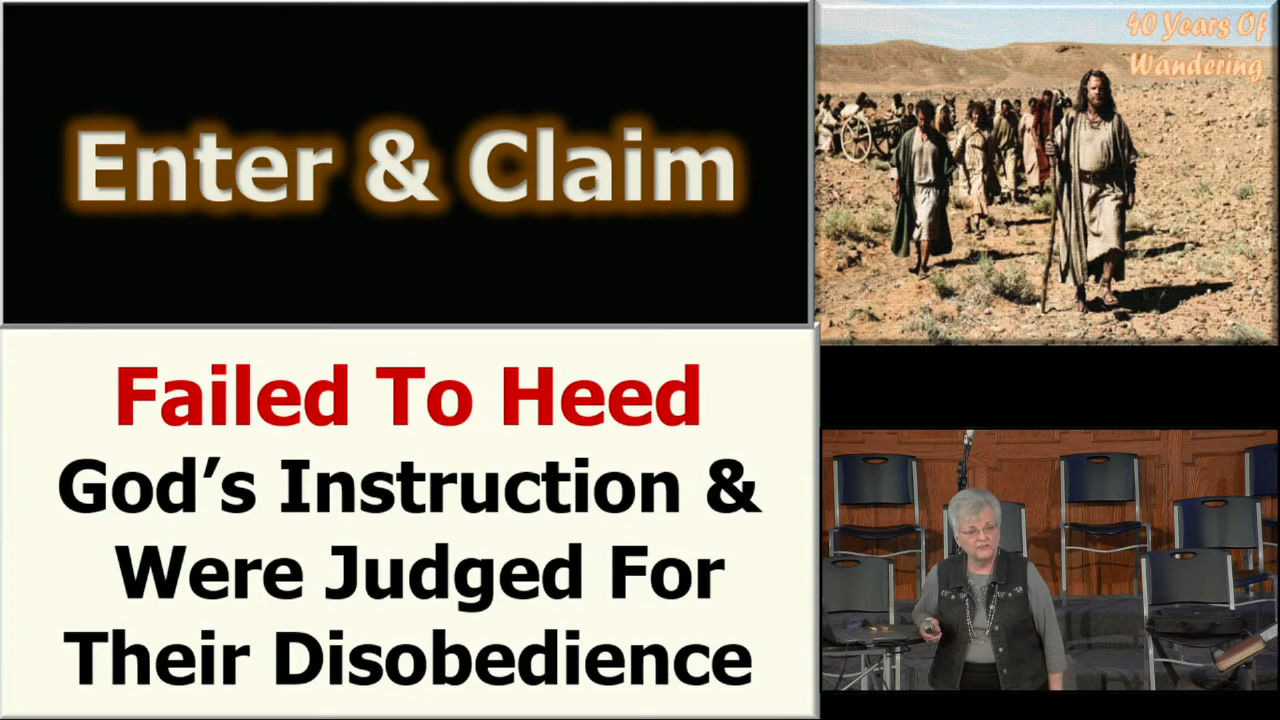 Enter & Claim
40 Years Of
Wandering
Failed To Heed
God’s Instruction &
Were Judged For
Their Disobedience